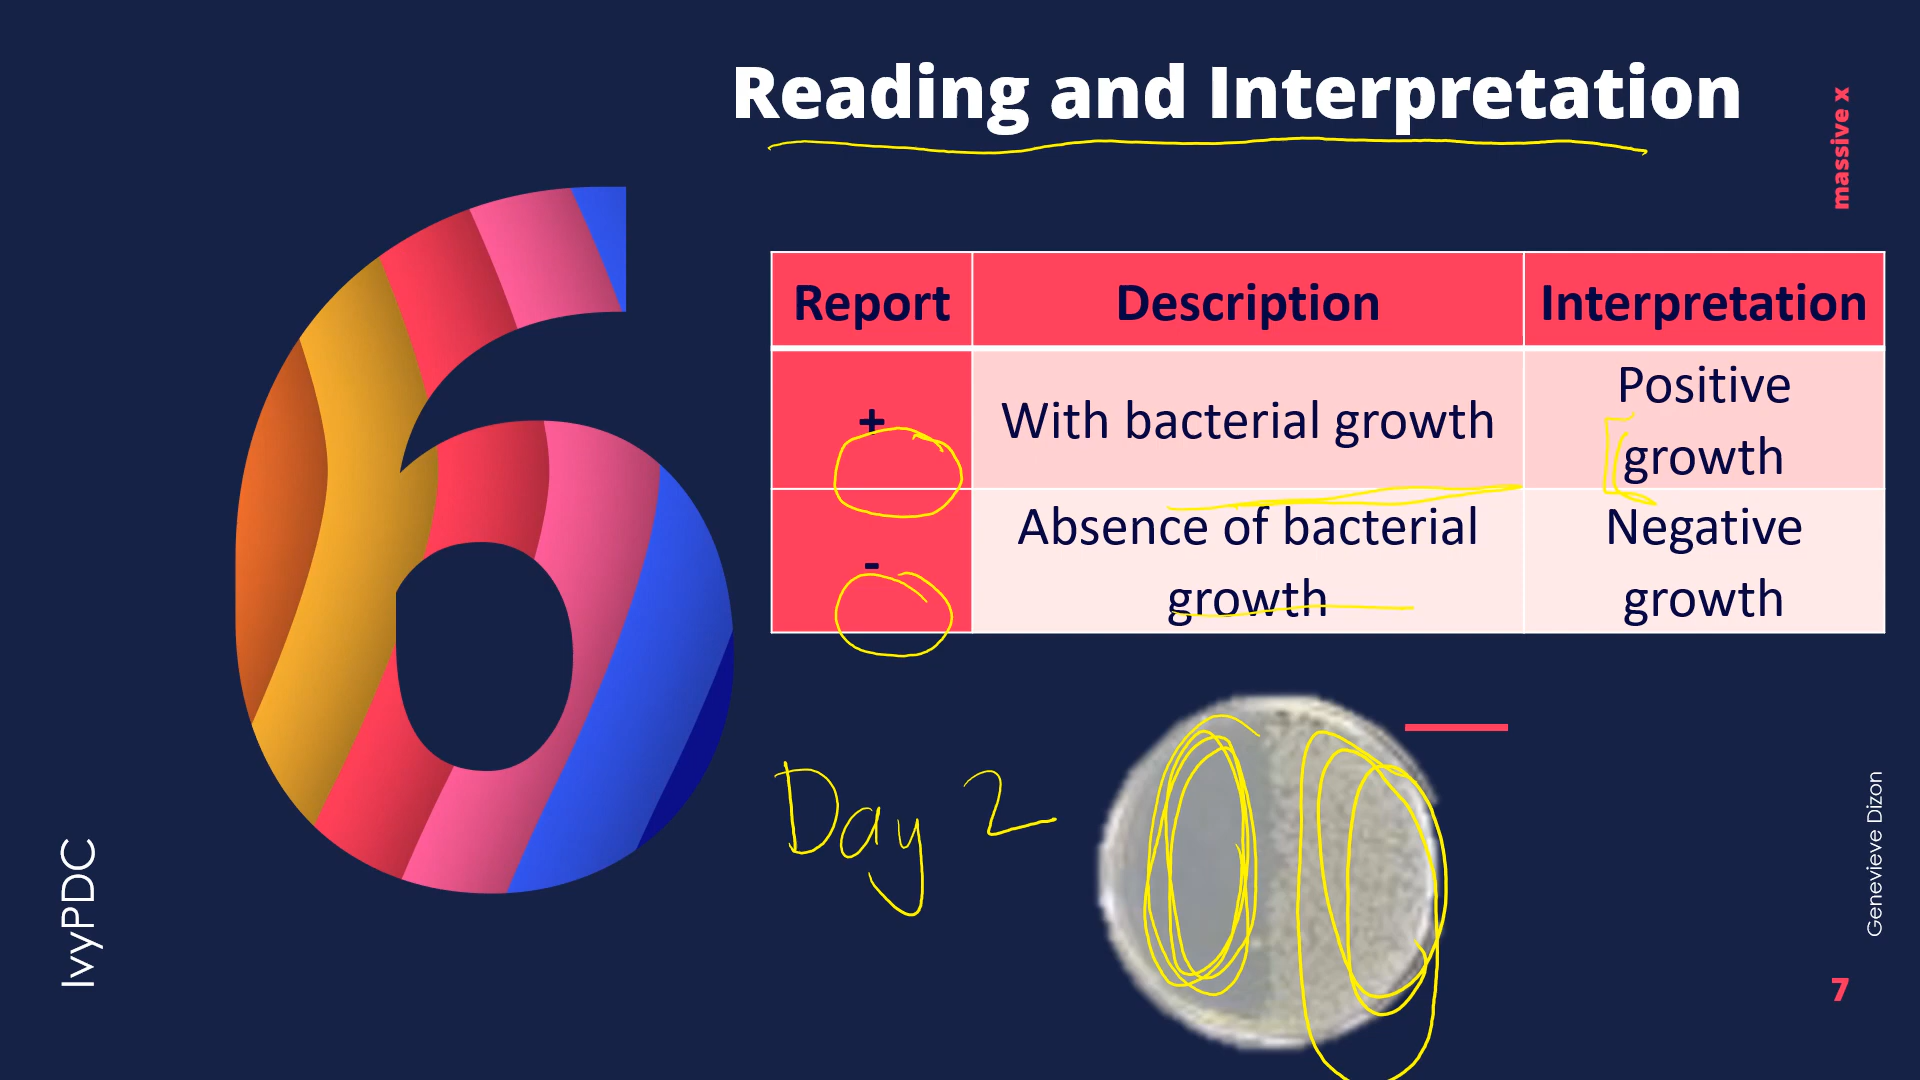 Reading and Interpretation
massive x
6
Report Description Interpretation
+ With bacterial growth Positive
growth
- Absence of bacterial
growth Negative
growth
Day 2
IvyPDC
Genevieve Dizon
7